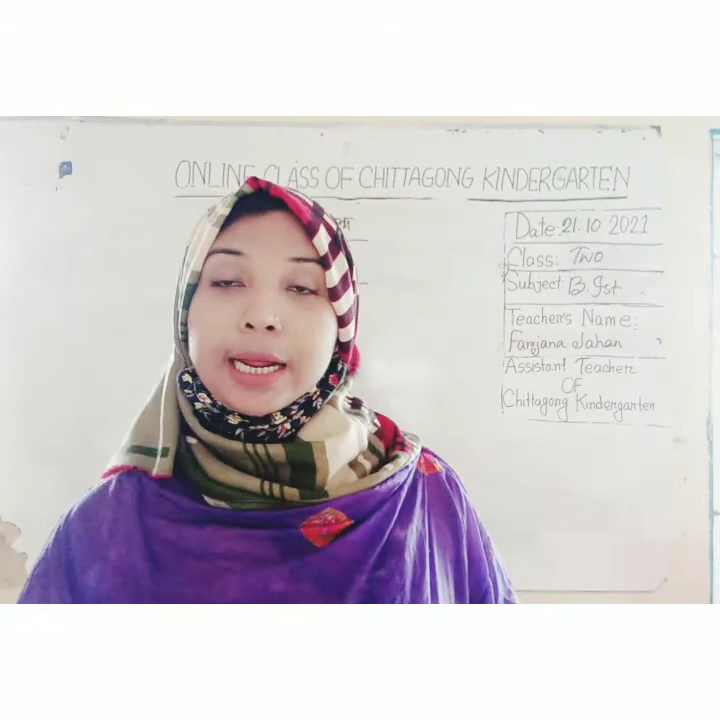 ONLINE CLASS OF CHITTAGONG KINDERGARTEN
Date: 21.10 2021
Class: Two
Subject: B. 1st
Teacher's Name:
Farjana Jahan
Assistant Teacher
OF
Chittagong Kindergarten